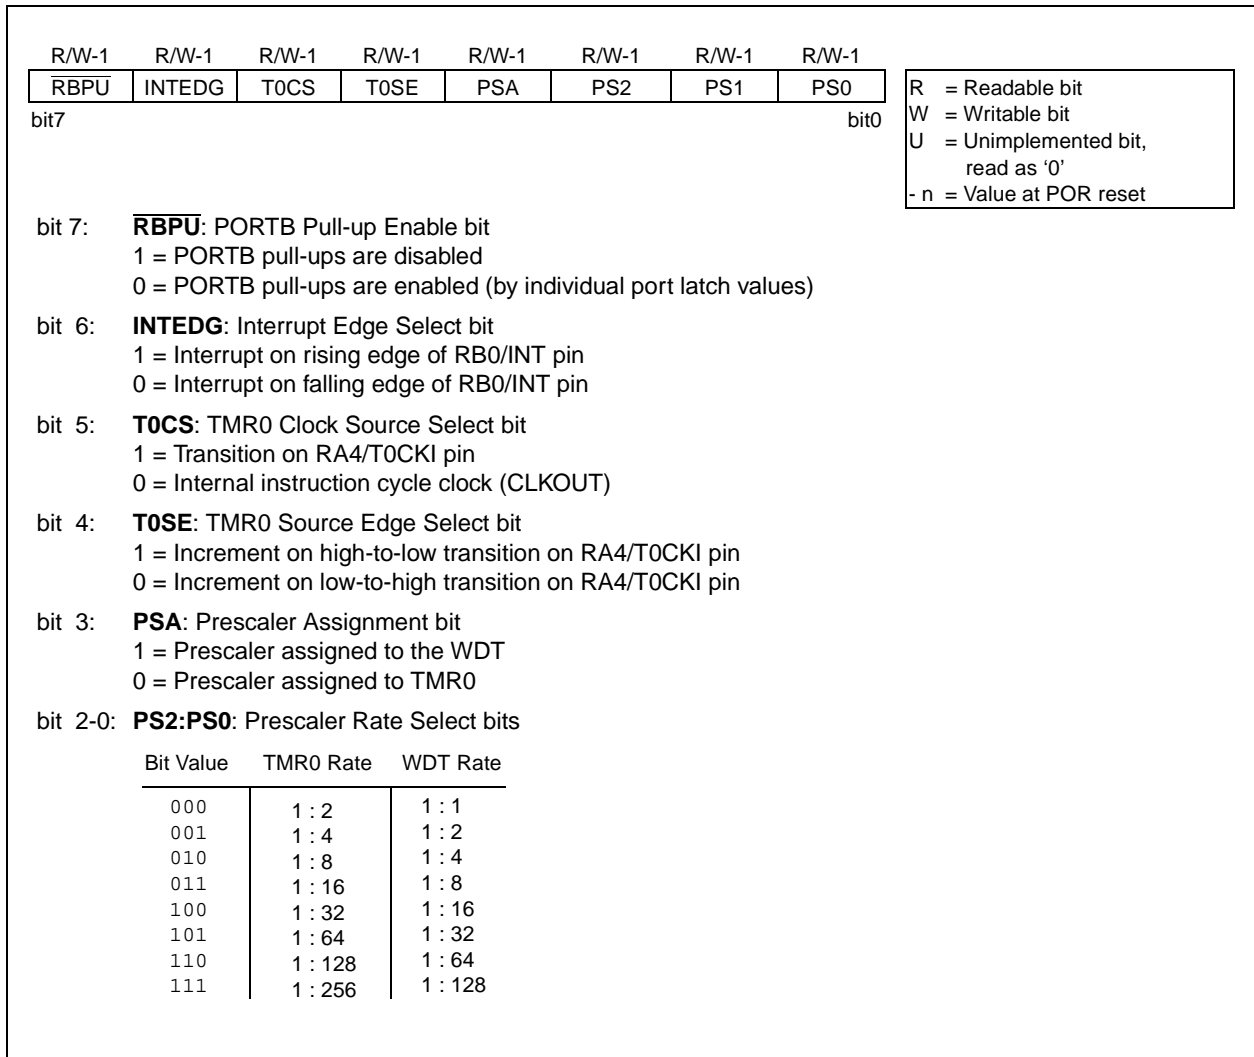 R/W-1 R/W-1 R/W-1 R/W-1 R/W-1 R/W-1 R/W-1 R/W-1
RBPU INTEDG T0CS T0SE PSA PS2 PS1 PS0
bit7 bit0
R = Readable bit
W = Writable bit
U = Unimplemented bit,
read as ‘0’
- n = Value at POR reset
bit 7: RBPU: PORTB Pull-up Enable bit
1 = PORTB pull-ups are disabled
0 = PORTB pull-ups are enabled (by individual port latch values)
bit 6: INTEDG: Interrupt Edge Select bit
1 = Interrupt on rising edge of RB0/INT pin
0 = Interrupt on falling edge of RB0/INT pin
bit 5: T0CS: TMR0 Clock Source Select bit
1 = Transition on RA4/T0CKI pin
0 = Internal instruction cycle clock (CLKOUT)
bit 4: T0SE: TMR0 Source Edge Select bit
1 = Increment on high-to-low transition on RA4/T0CKI pin
0 = Increment on low-to-high transition on RA4/T0CKI pin
bit 3: PSA: Prescaler Assignment bit
1 = Prescaler assigned to the WDT
0 = Prescaler assigned to TMR0
bit 2-0: PS2:PS0: Prescaler Rate Select bits
Bit Value TMR0 Rate WDT Rate
000 1 : 2 1 : 1
001 1 : 4 1 : 2
010 1 : 8 1 : 4
011 1 : 16 1 : 8
100 1 : 32 1 : 16
101 1 : 64 1 : 32
110 1 : 128 1 : 64
111 1 : 256 1 : 128